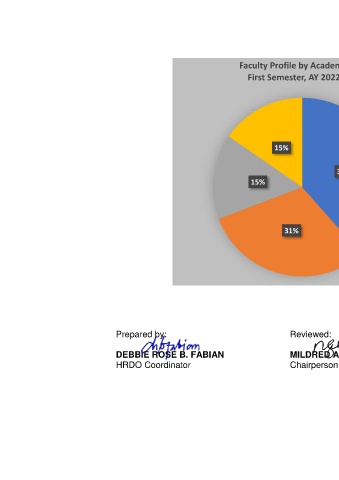 Faculty Profile by Academ
First Semester, AY 2022
15%
15%
31%
Prepared by:
DEBBIE ROSE B. FABIAN
HRDO Coordinator
Reviewed:
MILDRED A
Chairperson